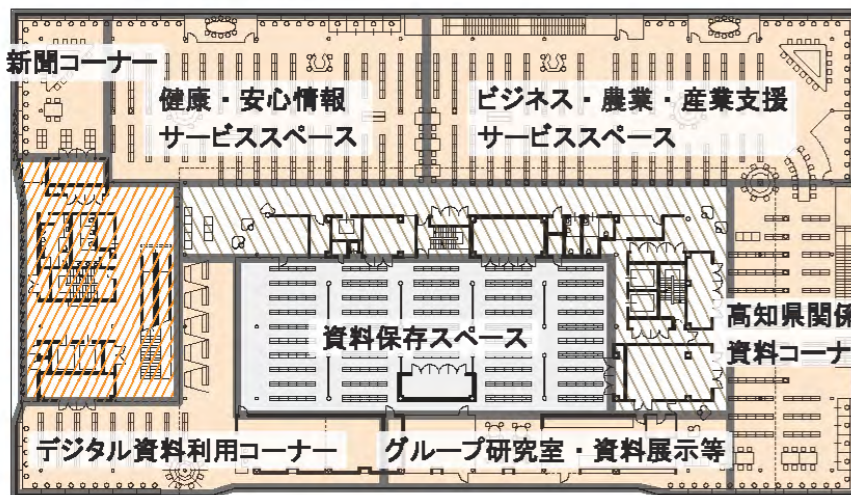 新聞コーナー
健康・安心情報
サービススペース
ビジネス・農業・産業支援
サービススペース
資料保存スペース
高知県関係
資料コーナ
デジタル資料利用コーナー
グループ研究室・資料展示等